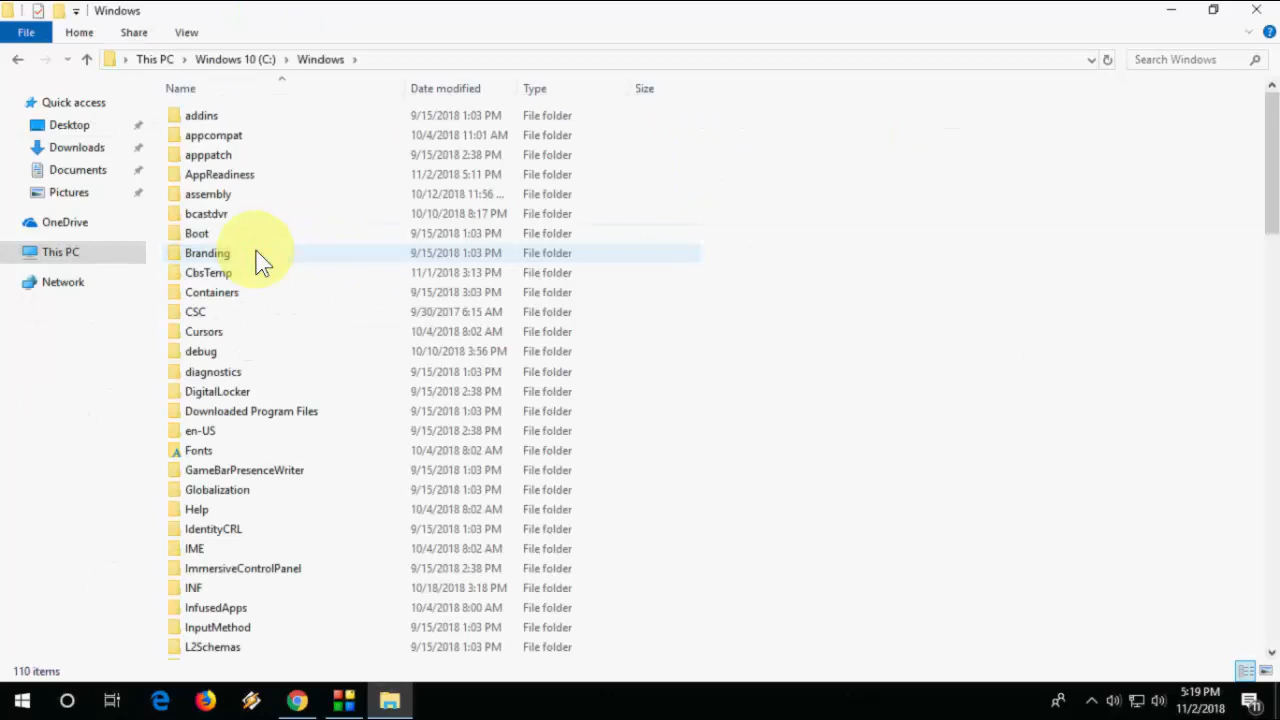 Windows
File Home Share View
This PC Windows 10 (C:) Windows Search Windows
Name Date modified Type Size
Quick access
Desktop
Downloads
Documents
Pictures
OneDrive
This PC
Network
addins 9/15/2018 1:03 PM File folder
appcompat 10/4/2018 11:01 AM File folder
apppatch 9/15/2018 2:38 PM File folder
AppReadiness 11/2/2018 5:11 PM File folder
assembly 10/12/2018 11:56 ... File folder
bcastdvr 10/10/2018 8:17 PM File folder
Boot 9/15/2018 1:03 PM File folder
Branding 9/15/2018 1:03 PM File folder
CbsTemp 11/1/2018 3:13 PM File folder
Containers 9/15/2018 3:03 PM File folder
CSC 9/30/2017 6:15 AM File folder
Cursors 10/4/2018 8:02 AM File folder
debug 10/10/2018 3:56 PM File folder
diagnostics 9/15/2018 1:03 PM File folder
DigitalLocker 9/15/2018 2:38 PM File folder
Downloaded Program Files 9/15/2018 1:03 PM File folder
en-US 9/15/2018 2:38 PM File folder
Fonts 10/4/2018 8:02 AM File folder
GameBarPresenceWriter 9/15/2018 1:03 PM File folder
Globalization 9/15/2018 1:03 PM File folder
Help 10/4/2018 8:02 AM File folder
IdentityCRL 9/15/2018 1:03 PM File folder
IME 10/4/2018 8:02 AM File folder
ImmersiveControlPanel 9/15/2018 2:38 PM File folder
INF 10/18/2018 3:18 PM File folder
InfusedApps 10/4/2018 8:00 AM File folder
InputMethod 9/15/2018 1:03 PM File folder
L2Schemas 9/15/2018 1:03 PM File folder
110 items
5:19 PM
11/2/2018
11